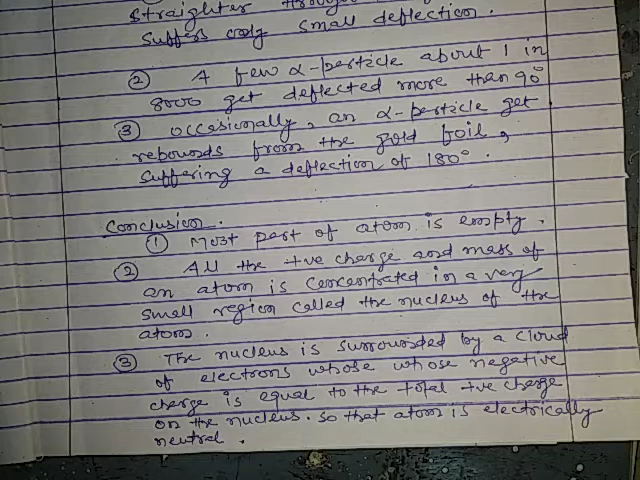 straighter through
suffers only small deflection.
② A few α-particle about 1 in
8000 get deflected more than 90°
③ occasionally, an α-particle get
rebounds from the gold foil,
suffering a deflection of 180°.
Conclusion.
① Most part of atom is empty.
② All the +ve charge and mass of
an atom is concentrated in a very
small region called the nucleus of the
atom.
③ The nucleus is surrounded by a cloud
of electrons whose whose negative
charge is equal to the total +ve charge
on the nucleus. So that atom is electrically
neutral.